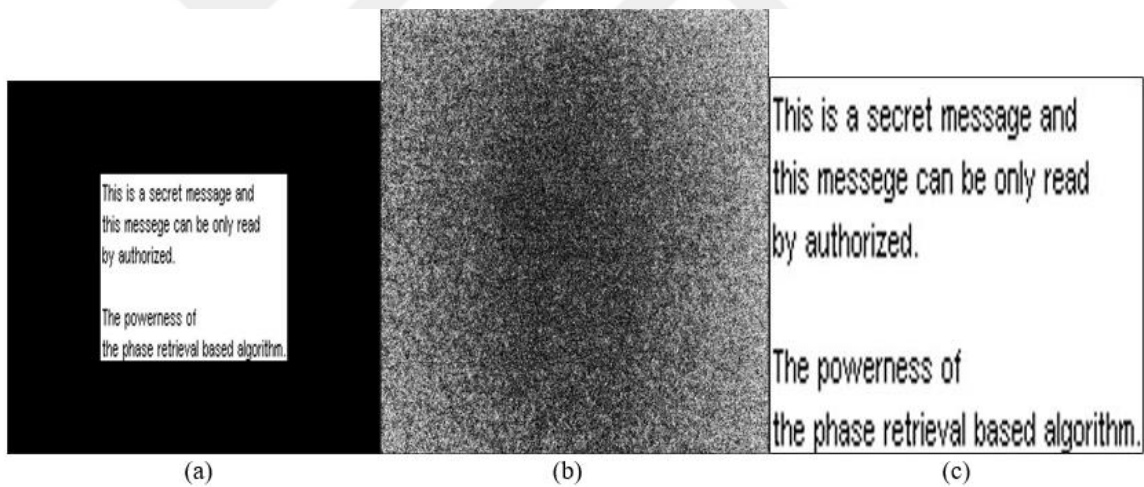 This is a secret message and
this messege can be only read
by authorized.
The powerness of
the phase retrieval based algorithm.
This is a secret message and
this messege can be only read
by authorized.
The powerness of
the phase retrieval based algorithm.
(a)
(b)
(c)